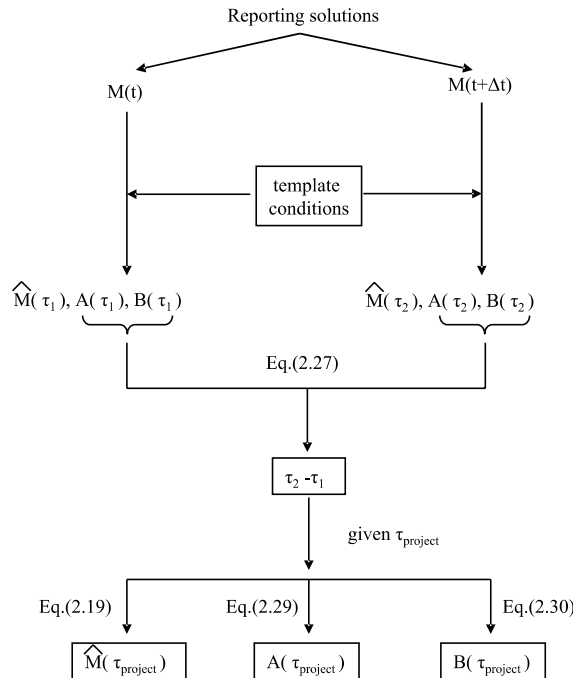 Reporting solutions
M(t)
M(t+Δt)
template
conditions
M̂( τ₁ ), A( τ₁ ), B( τ₁ )
M̂( τ₂ ), A( τ₂ ), B( τ₂ )
Eq.(2.27)
τ₂ -τ₁
given τproject
Eq.(2.19)
Eq.(2.29)
Eq.(2.30)
M̂( τproject )
A( τproject )
B( τproject )